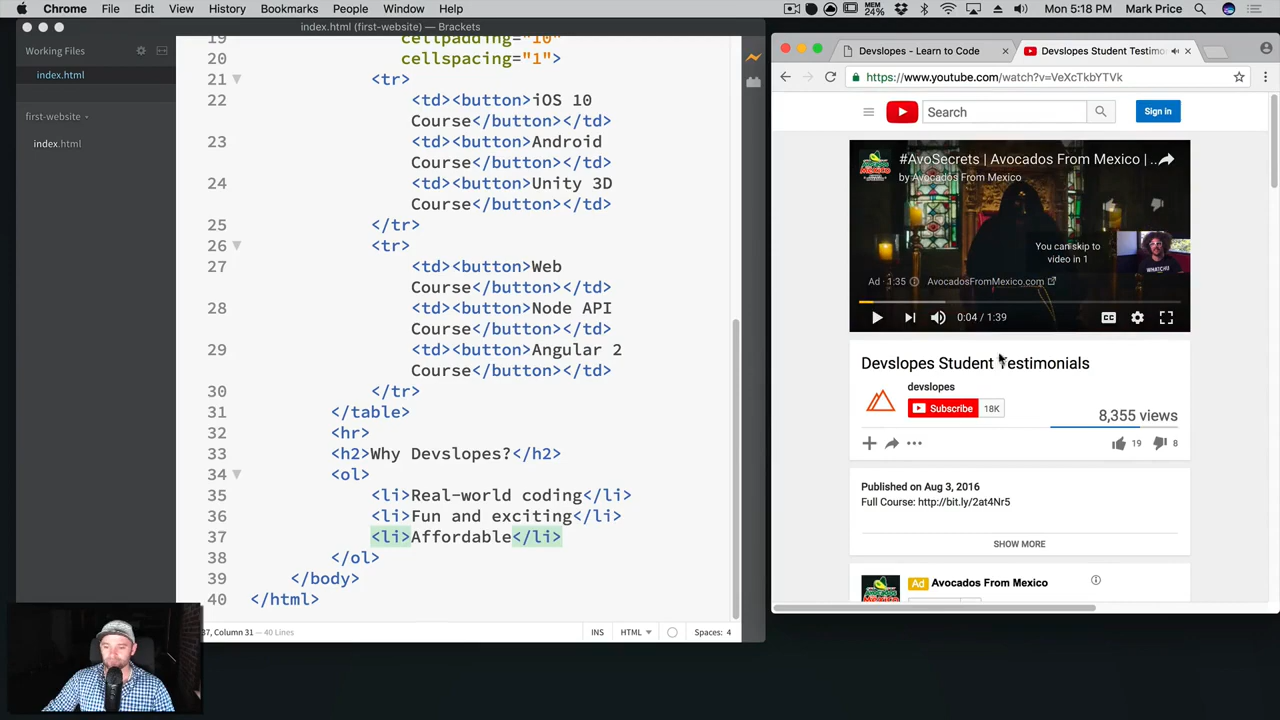 Chrome File Edit View History Bookmarks People Window Help
MEM 24%
Mon 5:18 PM Mark Price
index.html (first-website) — Brackets
Working Files
index.html
first-website
index.html
19 cellpadding="10"
20 cellspacing="1">
21 <tr>
22 <td><button>iOS 10
Course</button></td>
23 <td><button>Android
Course</button></td>
24 <td><button>Unity 3D
Course</button></td>
25 </tr>
26 <tr>
27 <td><button>Web
Course</button></td>
28 <td><button>Node API
Course</button></td>
29 <td><button>Angular 2
Course</button></td>
30 </tr>
31 </table>
32 <hr>
33 <h2>Why Devslopes?</h2>
34 <ol>
35 <li>Real-world coding</li>
36 <li>Fun and exciting</li>
37 <li>Affordable</li>
38 </ol>
39 </body>
40 </html>
37, Column 31 — 40 Lines
INS HTML Spaces: 4
Devslopes - Learn to Code
Devslopes Student Testimo
https://www.youtube.com/watch?v=VeXcTkbYTVk
Search
Sign in
#AvoSecrets | Avocados From Mexico | ...
by Avocados From Mexico
You can skip to
video in 1
WHATCHU
Ad · 1:35 AvocadosFromMexico.com
0:04 / 1:39
CC
Devslopes Student Testimonials
devslopes
Subscribe 18K
8,355 views
19 8
Published on Aug 3, 2016
Full Course: http://bit.ly/2at4Nr5
SHOW MORE
Ad Avocados From Mexico